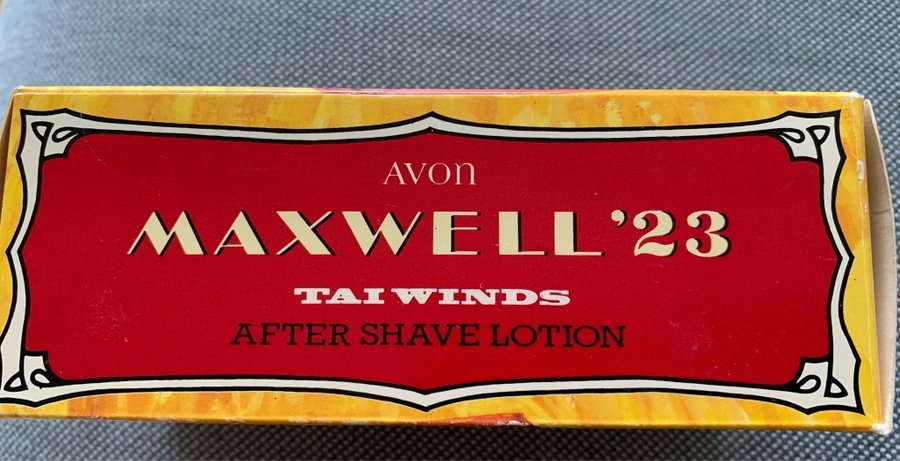 AVON
MAXWELL '23
TAI WINDS
AFTER SHAVE LOTION